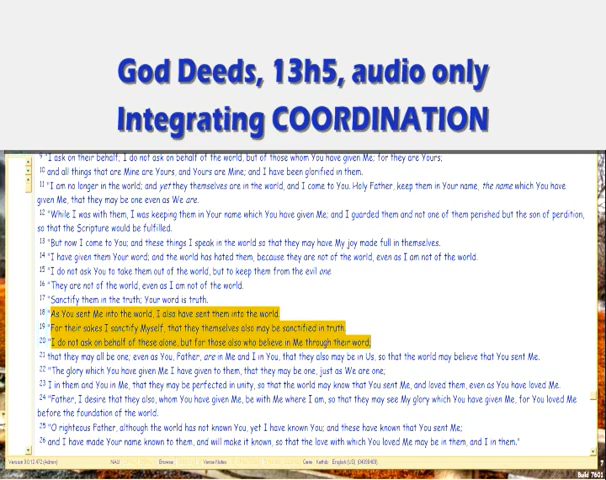 God Deeds, 13h5, audio only
Integrating COORDINATION
9 "I ask on their behalf; I do not ask on behalf of the world, but of those whom You have given Me; for they are Yours;
10 and all things that are Mine are Yours, and Yours are Mine; and I have been glorified in them.
11 "I am no longer in the world; and yet they themselves are in the world, and I come to You. Holy Father, keep them in Your name, the name which You have
given Me, that they may be one even as We are.
12 "While I was with them, I was keeping them in Your name which You have given Me; and I guarded them and not one of them perished but the son of perdition,
so that the Scripture would be fulfilled.
13 "But now I come to You; and these things I speak in the world so that they may have My joy made full in themselves.
14 "I have given them Your word; and the world has hated them, because they are not of the world, even as I am not of the world.
15 "I do not ask You to take them out of the world, but to keep them from the evil one.
16 "They are not of the world, even as I am not of the world.
17 "Sanctify them in the truth; Your word is truth.
18 "As You sent Me into the world, I also have sent them into the world.
19 "For their sakes I sanctify Myself, that they themselves also may be sanctified in truth.
20 "I do not ask on behalf of these alone, but for those also who believe in Me through their word;
21 that they may all be one; even as You, Father, are in Me and I in You, that they also may be in Us, so that the world may believe that You sent Me.
22 "The glory which You have given Me I have given to them, that they may be one, just as We are one;
23 I in them and You in Me, that they may be perfected in unity, so that the world may know that You sent Me, and loved them, even as You have loved Me.
24 "Father, I desire that they also, whom You have given Me, be with Me where I am, so that they may see My glory which You have given Me, for You loved Me
before the foundation of the world.
25 "O righteous Father, although the world has not known You, yet I have known You; and these have known that You sent Me;
26 and I have made Your name known to them, and will make it known, so that the love with which You loved Me may be in them, and I in them."
NAU Browse Verse Notes English (US)
Build 7601